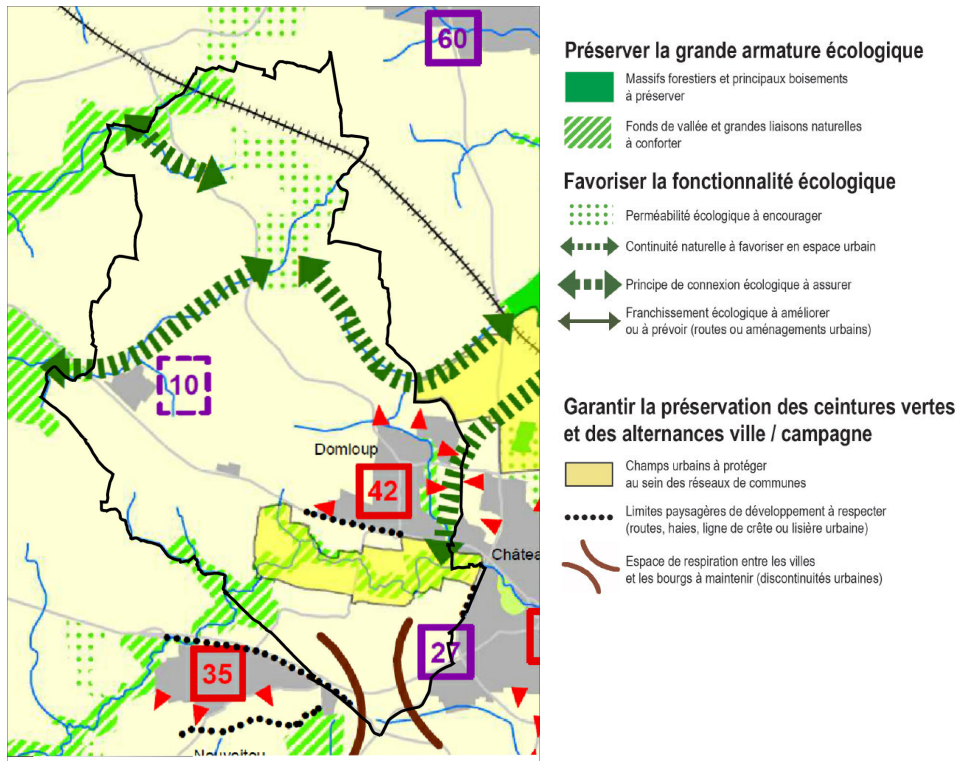 60
10
Domloup
42
Châtea
27
35
Préserver la grande armature écologique
Massifs forestiers et principaux boisements
à préserver
Fonds de vallée et grandes liaisons naturelles
à conforter
Favoriser la fonctionnalité écologique
Perméabilité écologique à encourager
Continuité naturelle à favoriser en espace urbain
Principe de connexion écologique à assurer
Franchissement écologique à améliorer
ou à prévoir (routes ou aménagements urbains)
Garantir la préservation des ceintures vertes
et des alternances ville / campagne
Champs urbains à protéger
au sein des réseaux de communes
Limites paysagères de développement à respecter
(routes, haies, ligne de crête ou lisière urbaine)
Espace de respiration entre les villes
et les bourgs à maintenir (discontinuités urbaines)